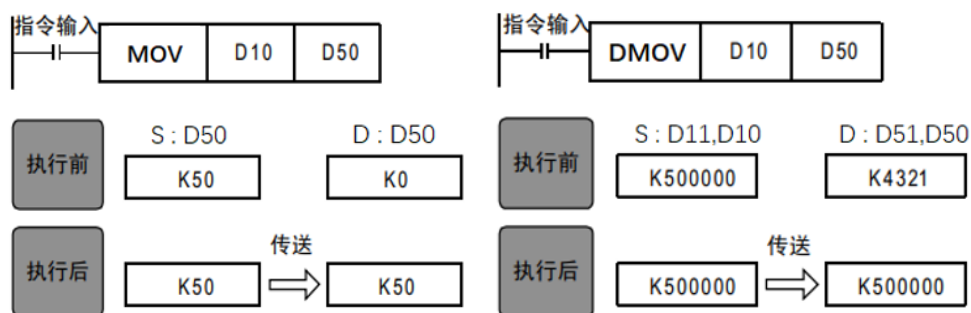 指令输入
MOV D10 D50
S : D50 D : D50
执行前 K50 K0
传送
执行后 K50 K50
指令输入
DMOV D10 D50
S : D11,D10 D : D51,D50
执行前 K500000 K4321
传送
执行后 K500000 K500000